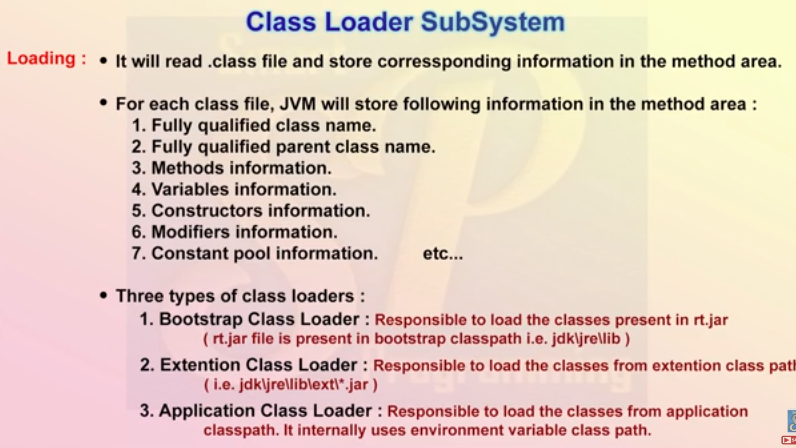 Class Loader SubSystem
Loading : • It will read .class file and store corressponding information in the method area.
• For each class file, JVM will store following information in the method area :
1. Fully qualified class name.
2. Fully qualified parent class name.
3. Methods information.
4. Variables information.
5. Constructors information.
6. Modifiers information.
7. Constant pool information. etc...
• Three types of class loaders :
1. Bootstrap Class Loader : Responsible to load the classes present in rt.jar
( rt.jar file is present in bootstrap classpath i.e. jdk\jre\lib )
2. Extention Class Loader : Responsible to load the classes from extention class path
( i.e. jdk\jre\lib\ext\*.jar )
3. Application Class Loader : Responsible to load the classes from application
classpath. It internally uses environment variable class path.